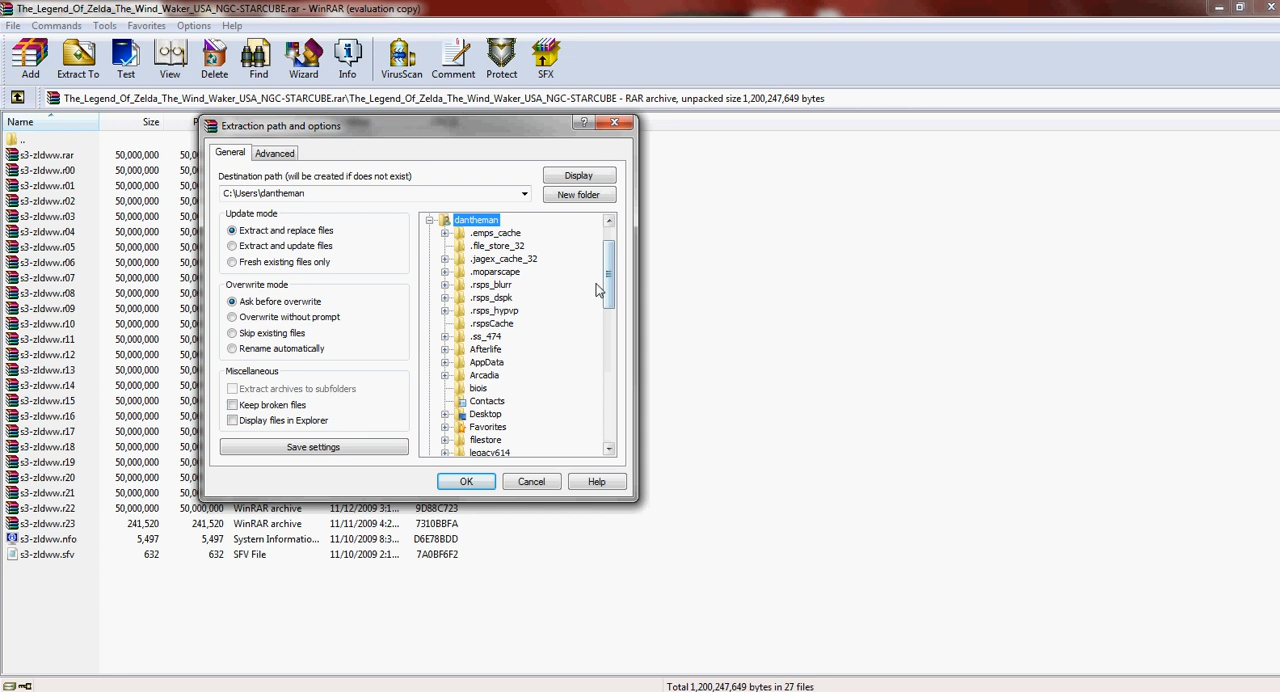 The_Legend_Of_Zelda_The_Wind_Waker_USA_NGC-STARCUBE.rar - WinRAR (evaluation copy)
File Commands Tools Favorites Options Help
Add Extract To Test View Delete Find Wizard Info VirusScan Comment Protect SFX
The_Legend_Of_Zelda_The_Wind_Waker_USA_NGC-STARCUBE.rar\The_Legend_Of_Zelda_The_Wind_Waker_USA_NGC-STARCUBE - RAR archive, unpacked size 1,200,247,649 bytes
Name Size
..
s3-zldww.rar 50,000,000
s3-zldww.r00 50,000,000
s3-zldww.r01 50,000,000
s3-zldww.r02 50,000,000
s3-zldww.r03 50,000,000
s3-zldww.r04 50,000,000
s3-zldww.r05 50,000,000
s3-zldww.r06 50,000,000
s3-zldww.r07 50,000,000
s3-zldww.r08 50,000,000
s3-zldww.r09 50,000,000
s3-zldww.r10 50,000,000
s3-zldww.r11 50,000,000
s3-zldww.r12 50,000,000
s3-zldww.r13 50,000,000
s3-zldww.r14 50,000,000
s3-zldww.r15 50,000,000
s3-zldww.r16 50,000,000
s3-zldww.r17 50,000,000
s3-zldww.r18 50,000,000
s3-zldww.r19 50,000,000
s3-zldww.r20 50,000,000
s3-zldww.r21 50,000,000
s3-zldww.r22 50,000,000 50,000,000 WinRAR archive 11/12/2009 3:1... 9D88C723
s3-zldww.r23 241,520 241,520 WinRAR archive 11/11/2009 4:2... 7310BBFA
s3-zldww.nfo 5,497 5,497 System Informatio... 11/10/2009 8:3... D6E78BDD
s3-zldww.sfv 632 632 SFV File 11/10/2009 2:1... 7A0BF6F2
Extraction path and options
General Advanced
Destination path (will be created if does not exist)
Display
C:\Users\dantheman
New folder
Update mode
Extract and replace files
Extract and update files
Fresh existing files only
Overwrite mode
Ask before overwrite
Overwrite without prompt
Skip existing files
Rename automatically
Miscellaneous
Extract archives to subfolders
Keep broken files
Display files in Explorer
Save settings
dantheman
.emps_cache
.file_store_32
.jagex_cache_32
.moparscape
.rsps_blurr
.rsps_dspk
.rsps_hypvp
.rspsCache
.ss_474
Afterlife
AppData
Arcadia
biois
Contacts
Desktop
Favorites
filestore
legacy614
OK Cancel Help
Total 1,200,247,649 bytes in 27 files